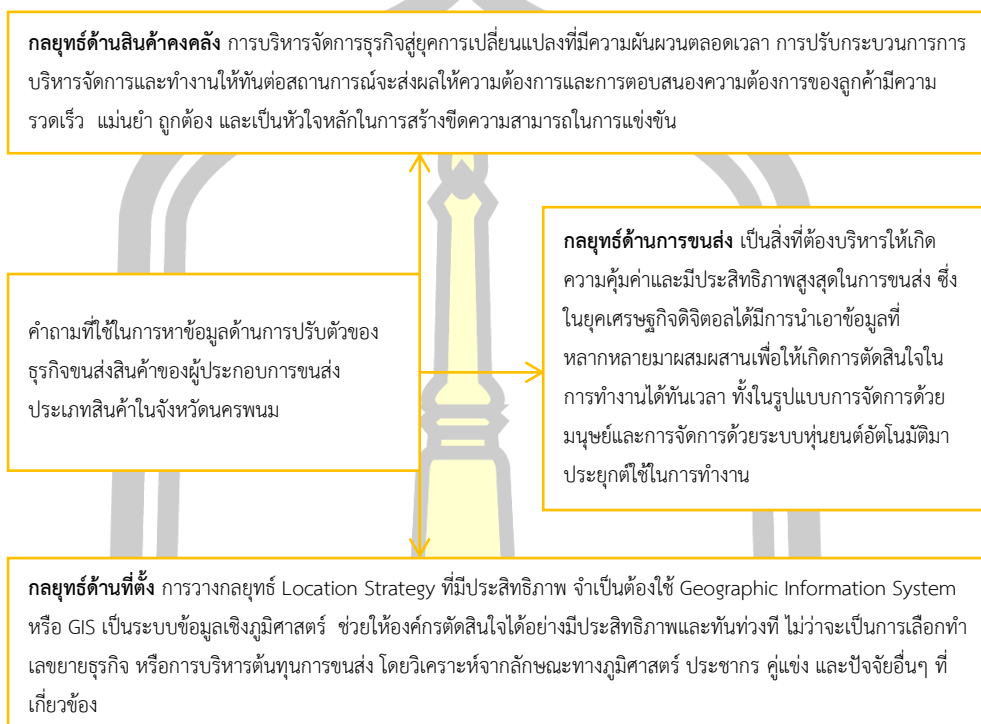 กลยุทธ์ด้านสินค้าคงคลัง การบริหารจัดการธุรกิจสู่ยุคการเปลี่ยนแปลงที่มีความผันผวนตลอดเวลา การปรับกระบวนการการ
บริหารจัดการและทำงานให้ทันต่อสถานการณ์จะส่งผลให้ความต้องการและการตอบสนองความต้องการของลูกค้ามีความ
รวดเร็ว แม่นยำ ถูกต้อง และเป็นหัวใจหลักในการสร้างขีดความสามารถในการแข่งขัน
คำถามที่ใช้ในการหาข้อมูลด้านการปรับตัวของ
ธุรกิจขนส่งสินค้าของผู้ประกอบการขนส่ง
ประเภทสินค้าในจังหวัดนครพนม
กลยุทธ์ด้านการขนส่ง เป็นสิ่งที่ต้องบริหารให้เกิด
ความคุ้มค่าและมีประสิทธิภาพสูงสุดในการขนส่ง ซึ่ง
ในยุคเศรษฐกิจดิจิตอลได้มีการนำเอาข้อมูลที่
หลากหลายมาผสมผสานเพื่อให้เกิดการตัดสินใจใน
การทำงานได้ทันเวลา ทั้งในรูปแบบการจัดการด้วย
มนุษย์และการจัดการด้วยระบบหุ่นยนต์อัตโนมัติมา
ประยุกต์ใช้ในการทำงาน
กลยุทธ์ด้านที่ตั้ง การวางกลยุทธ์ Location Strategy ที่มีประสิทธิภาพ จำเป็นต้องใช้ Geographic Information System
หรือ GIS เป็นระบบข้อมูลเชิงภูมิศาสตร์ ช่วยให้องค์กรตัดสินใจได้อย่างมีประสิทธิภาพและทันท่วงที ไม่ว่าจะเป็นการเลือกทำ
เลขยายธุรกิจ หรือการบริหารต้นทุนการขนส่ง โดยวิเคราะห์จากลักษณะทางภูมิศาสตร์ ประชากร คู่แข่ง และปัจจัยอื่นๆ ที่
เกี่ยวข้อง